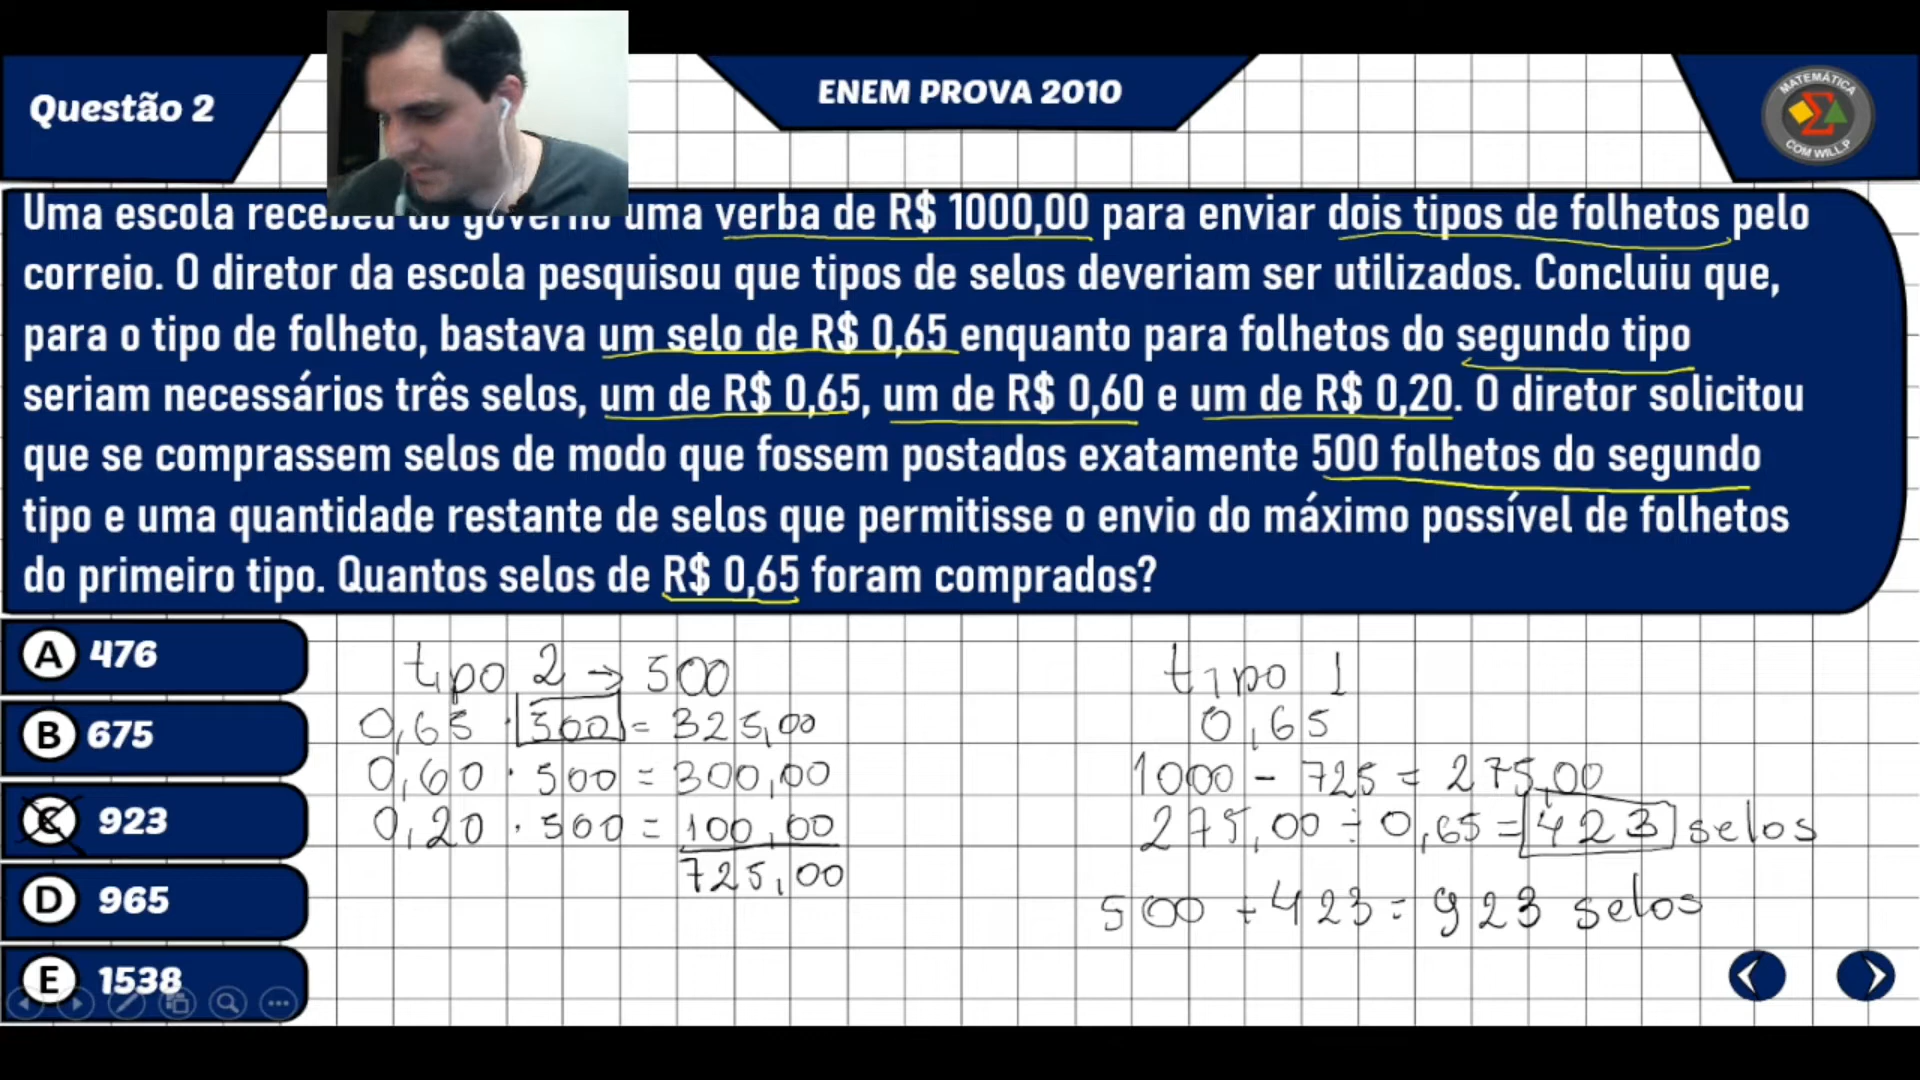 Questão 2
ENEM PROVA 2010
MATEMÁTICA
COM WILL.P
Uma escola recebeu do governo uma verba de R$ 1000,00 para enviar dois tipos de folhetos pelo
correio. O diretor da escola pesquisou que tipos de selos deveriam ser utilizados. Concluiu que,
para o tipo de folheto, bastava um selo de R$ 0,65 enquanto para folhetos do segundo tipo
seriam necessários três selos, um de R$ 0,65, um de R$ 0,60 e um de R$ 0,20. O diretor solicitou
que se comprassem selos de modo que fossem postados exatamente 500 folhetos do segundo
tipo e uma quantidade restante de selos que permitisse o envio do máximo possível de folhetos
do primeiro tipo. Quantos selos de R$ 0,65 foram comprados?
A 476
B 675
C 923
D 965
E 1538
tipo 2 → 500
0,65 · 500 = 325,00
0,60 · 500 = 300,00
0,20 · 500 = 100,00
725,00
tipo 1
0,65
1000 - 725 = 275,00
275,00 ÷ 0,65 = 423 selos
500 + 423 = 923 selos